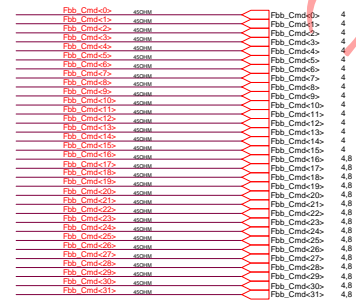 Fbb_Cmd<0> 45OHM Fbb_Cmd<0> 4
Fbb_Cmd<1> 45OHM Fbb_Cmd<1> 4
Fbb_Cmd<2> 45OHM Fbb_Cmd<2> 4
Fbb_Cmd<3> 45OHM Fbb_Cmd<3> 4
Fbb_Cmd<4> 45OHM Fbb_Cmd<4> 4
Fbb_Cmd<5> 45OHM Fbb_Cmd<5> 4
Fbb_Cmd<6> 45OHM Fbb_Cmd<6> 4
Fbb_Cmd<7> 45OHM Fbb_Cmd<7> 4
Fbb_Cmd<8> 45OHM Fbb_Cmd<8> 4
Fbb_Cmd<9> 45OHM Fbb_Cmd<9> 4
Fbb_Cmd<10> 45OHM Fbb_Cmd<10> 4
Fbb_Cmd<11> 45OHM Fbb_Cmd<11> 4
Fbb_Cmd<12> 45OHM Fbb_Cmd<12> 4
Fbb_Cmd<13> 45OHM Fbb_Cmd<13> 4
Fbb_Cmd<14> 45OHM Fbb_Cmd<14> 4
Fbb_Cmd<15> 45OHM Fbb_Cmd<15> 4
Fbb_Cmd<16> 45OHM Fbb_Cmd<16> 4,8
Fbb_Cmd<17> 45OHM Fbb_Cmd<17> 4,8
Fbb_Cmd<18> 45OHM Fbb_Cmd<18> 4,8
Fbb_Cmd<19> 45OHM Fbb_Cmd<19> 4,8
Fbb_Cmd<20> 45OHM Fbb_Cmd<20> 4,8
Fbb_Cmd<21> 45OHM Fbb_Cmd<21> 4,8
Fbb_Cmd<22> 45OHM Fbb_Cmd<22> 4,8
Fbb_Cmd<23> 45OHM Fbb_Cmd<23> 4,8
Fbb_Cmd<24> 45OHM Fbb_Cmd<24> 4,8
Fbb_Cmd<25> 45OHM Fbb_Cmd<25> 4,8
Fbb_Cmd<26> 45OHM Fbb_Cmd<26> 4,8
Fbb_Cmd<27> 45OHM Fbb_Cmd<27> 4,8
Fbb_Cmd<28> 45OHM Fbb_Cmd<28> 4,8
Fbb_Cmd<29> 45OHM Fbb_Cmd<29> 4,8
Fbb_Cmd<30> 45OHM Fbb_Cmd<30> 4,8
Fbb_Cmd<31> 45OHM Fbb_Cmd<31> 4,8